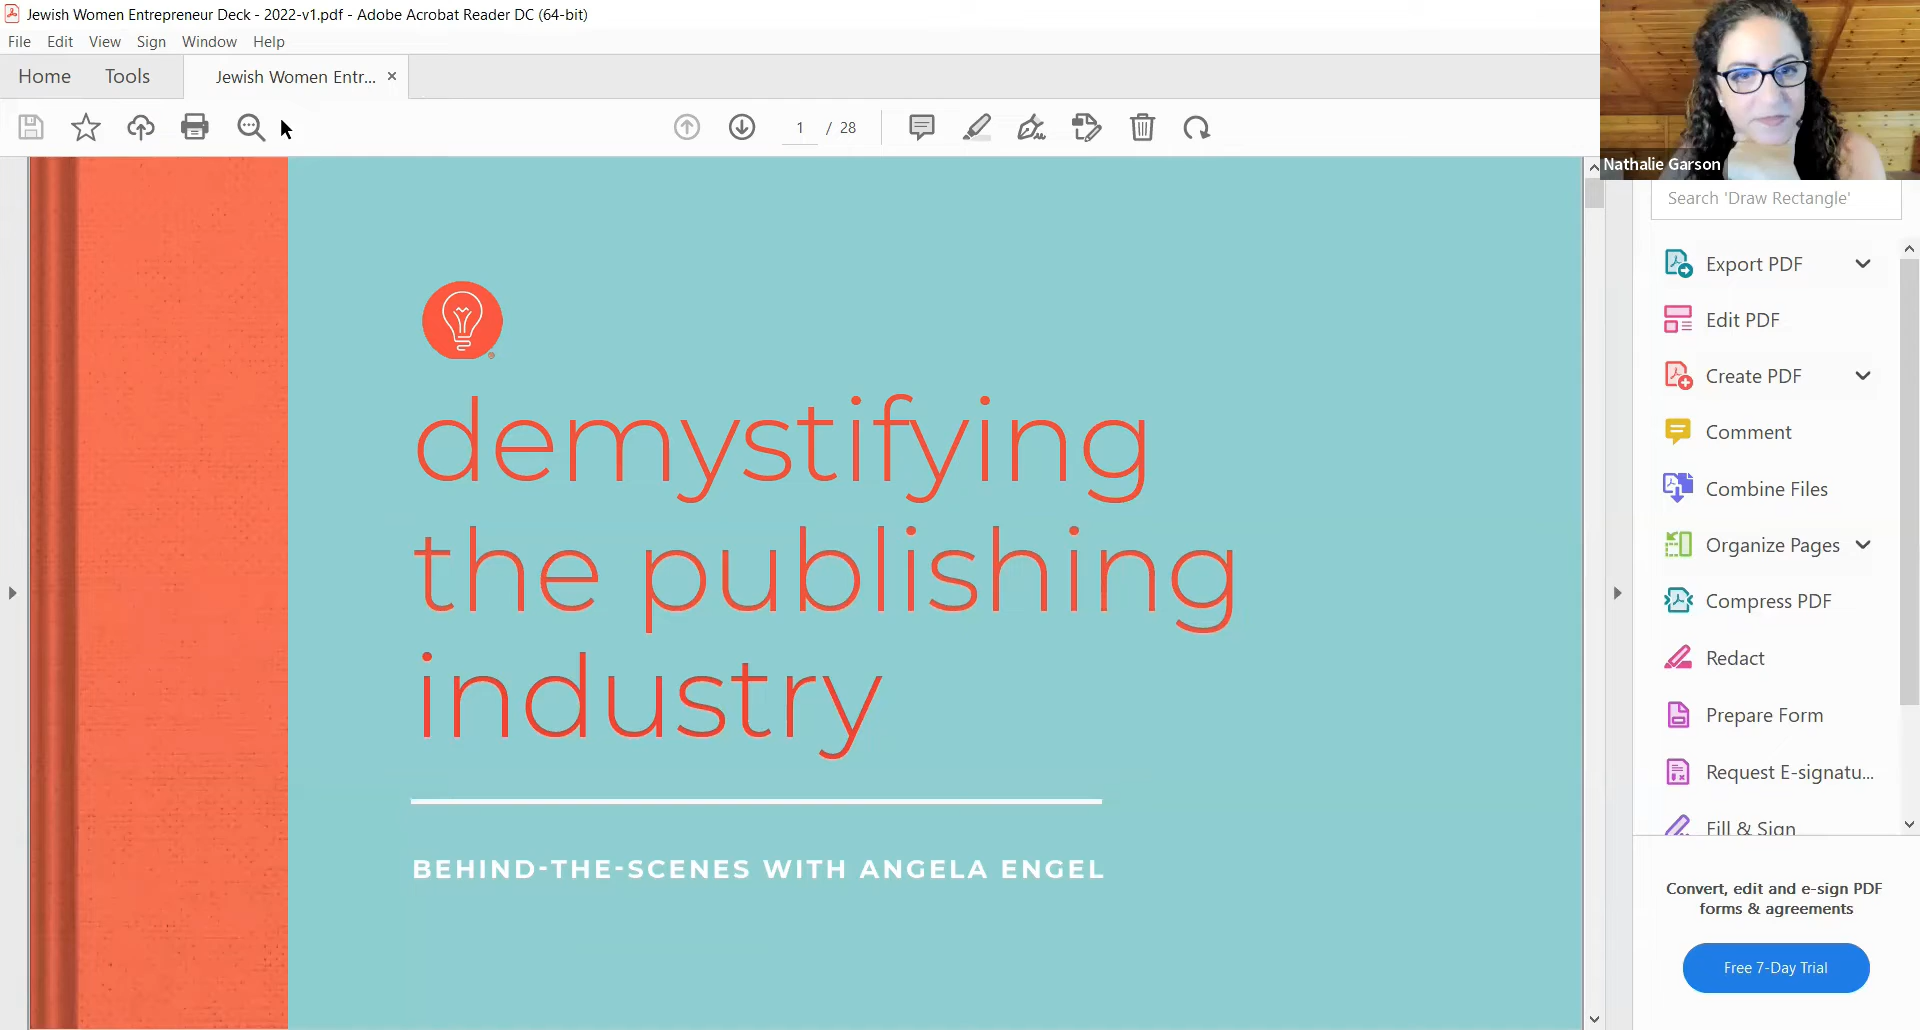 Jewish Women Entrepreneur Deck - 2022-v1.pdf - Adobe Acrobat Reader DC (64-bit)
File Edit View Sign Window Help
Home Tools Jewish Women Entr... ×
1 / 28
Nathalie Garson
demystifying
the publishing
industry
BEHIND-THE-SCENES WITH ANGELA ENGEL
Search 'Draw Rectangle'
Export PDF
Edit PDF
Create PDF
Comment
Combine Files
Organize Pages
Compress PDF
Redact
Prepare Form
Request E-signatu...
Fill & Sign
Convert, edit and e-sign PDF
forms & agreements
Free 7-Day Trial